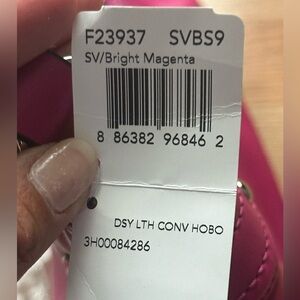 F23937 SVBS9
SV/Bright Magenta
8 86382 96846 2
DSY LTH CONV HOBO
3H00084286